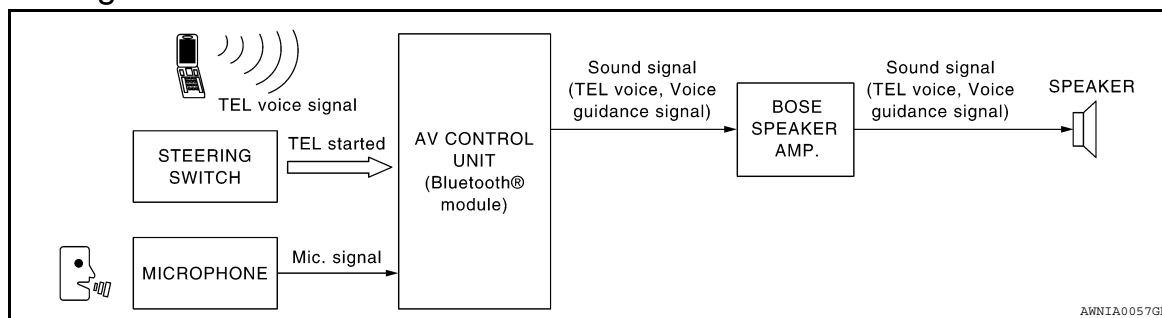 TEL voice signal
STEERING
SWITCH
TEL started
MICROPHONE
Mic. signal
AV CONTROL
UNIT
(Bluetooth®
module)
Sound signal
(TEL voice, Voice
guidance signal)
BOSE
SPEAKER
AMP.
Sound signal
(TEL voice, Voice
guidance signal)
SPEAKER